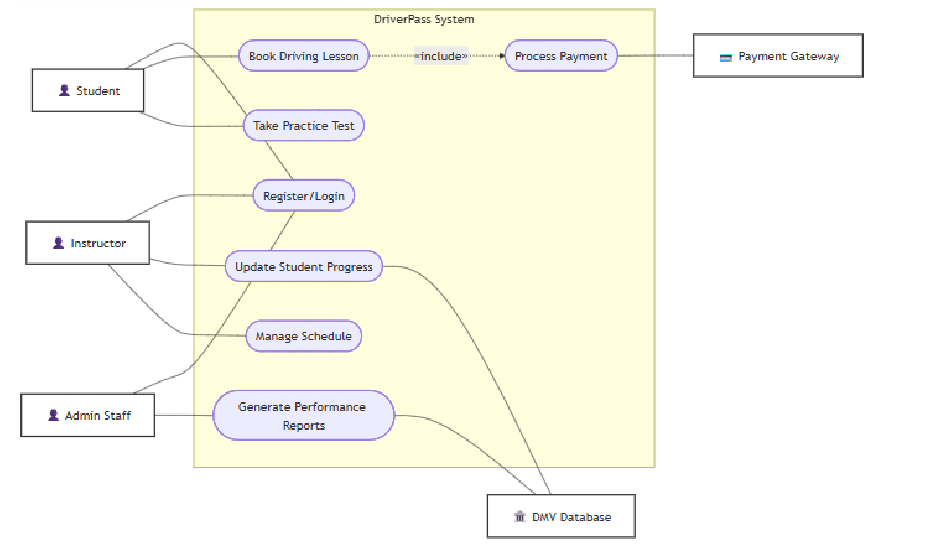 DriverPass System
Book Driving Lesson
«include»
Process Payment
Payment Gateway
Student
Take Practice Test
Register/Login
Instructor
Update Student Progress
Manage Schedule
Admin Staff
Generate Performance
Reports
DMV Database